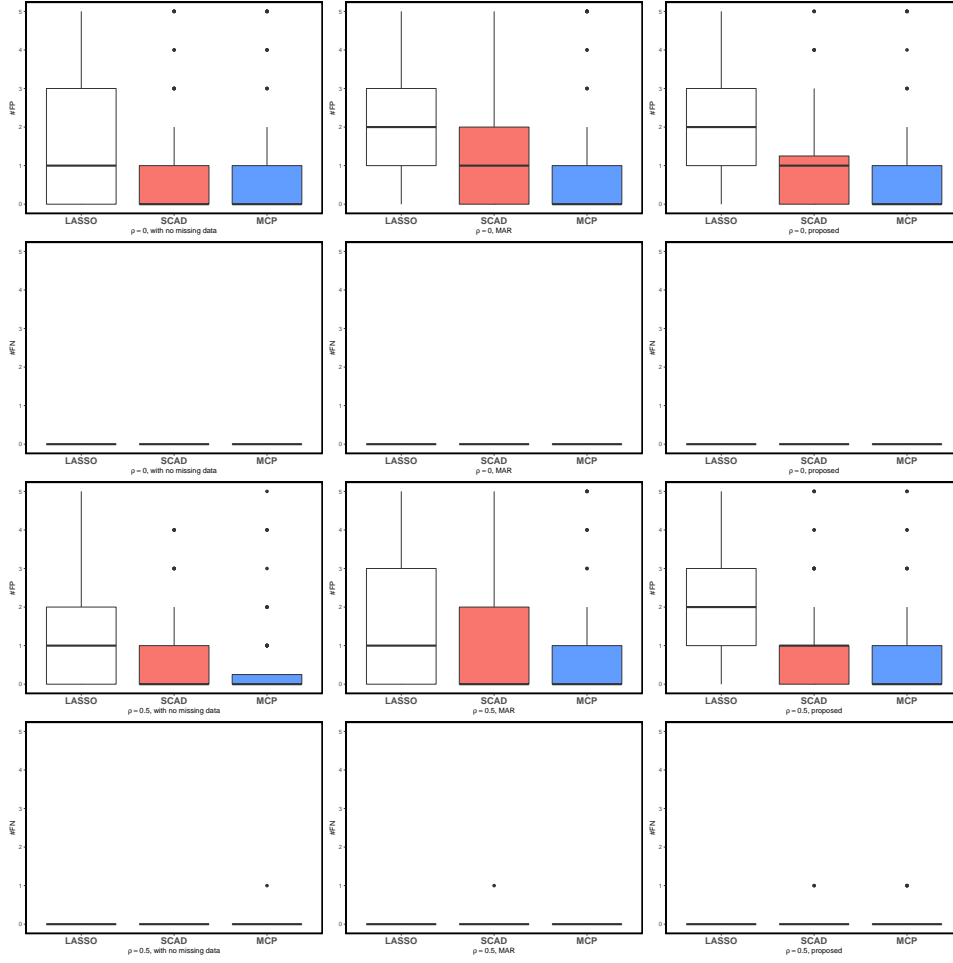 5
4
3
2
1
0
#FP
LASSO SCAD MCP
ρ = 0, with no missing data
5
4
3
2
1
0
#FP
LASSO SCAD MCP
ρ = 0, MAR
5
4
3
2
1
0
#FP
LASSO SCAD MCP
ρ = 0, proposed
5
4
3
2
1
0
#FN
LASSO SCAD MCP
ρ = 0, with no missing data
5
4
3
2
1
0
#FN
LASSO SCAD MCP
ρ = 0, MAR
5
4
3
2
1
0
#FN
LASSO SCAD MCP
ρ = 0, proposed
5
4
3
2
1
0
#FP
LASSO SCAD MCP
ρ = 0.5, with no missing data
5
4
3
2
1
0
#FP
LASSO SCAD MCP
ρ = 0.5, MAR
5
4
3
2
1
0
#FP
LASSO SCAD MCP
ρ = 0.5, proposed
5
4
3
2
1
0
#FN
LASSO SCAD MCP
ρ = 0.5, with no missing data
5
4
3
2
1
0
#FN
LASSO SCAD MCP
ρ = 0.5, MAR
5
4
3
2
1
0
#FN
LASSO SCAD MCP
ρ = 0.5, proposed